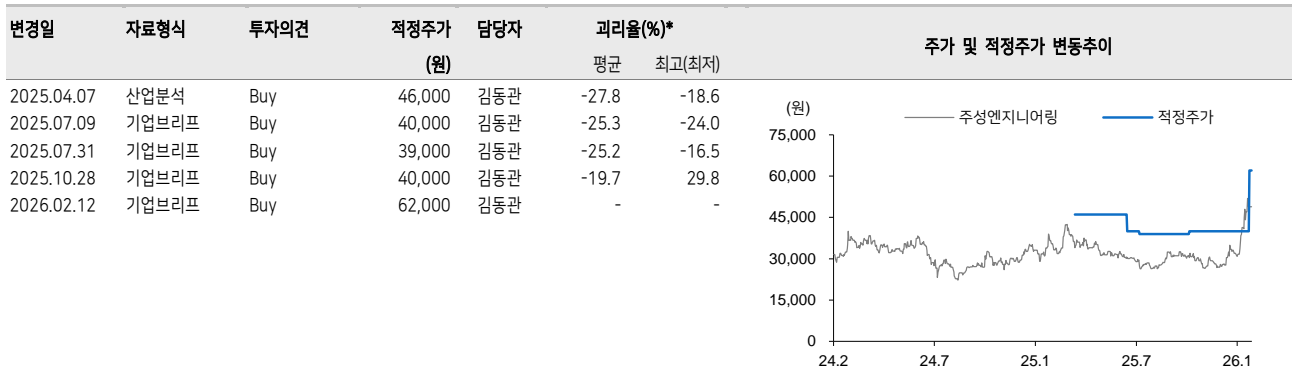 변경일 자료형식 투자의견 적정주가 담당자 괴리율(%)* 주가 및 적정주가 변동추이
(원) 평균 최고(최저)
2025.04.07 산업분석 Buy 46,000 김동관 -27.8 -18.6
2025.07.09 기업브리프 Buy 40,000 김동관 -25.3 -24.0
2025.07.31 기업브리프 Buy 39,000 김동관 -25.2 -16.5
2025.10.28 기업브리프 Buy 40,000 김동관 -19.7 29.8
2026.02.12 기업브리프 Buy 62,000 김동관 - -
(원)
주성엔지니어링 적정주가
75,000
60,000
45,000
30,000
15,000
0
24.2 24.7 25.1 25.7 26.1